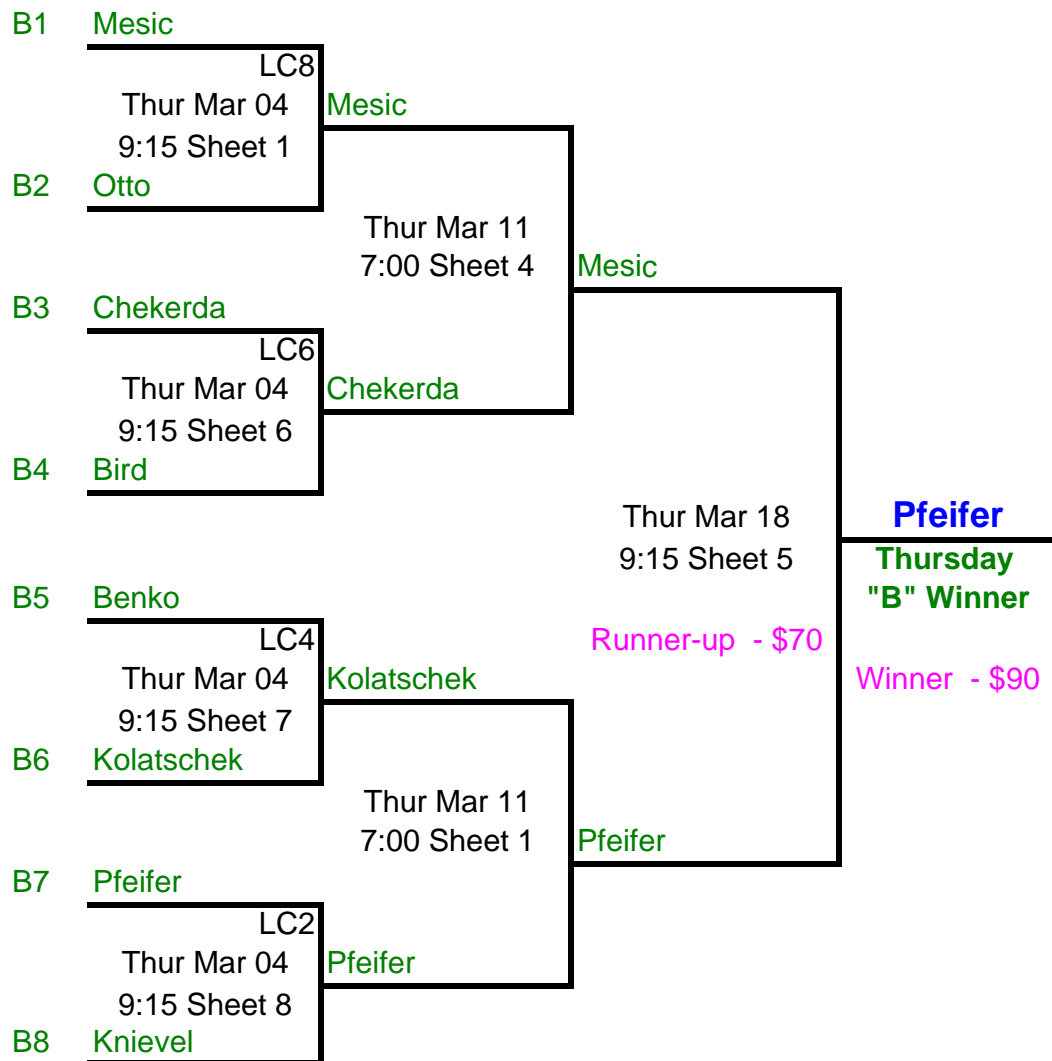 B1 Mesic
LC8
Thur Mar 04
Mesic
9:15 Sheet 1
B2 Otto
Thur Mar 11
7:00 Sheet 4
Mesic
B3 Chekerda
LC6
Thur Mar 04
Chekerda
9:15 Sheet 6
B4 Bird
Thur Mar 18
9:15 Sheet 5
Pfeifer
Thursday
"B" Winner
B5 Benko
LC4
Runner-up - $70
Thur Mar 04
Kolatschek
Winner - $90
9:15 Sheet 7
B6 Kolatschek
Thur Mar 11
7:00 Sheet 1
Pfeifer
B7 Pfeifer
LC2
Thur Mar 04
Pfeifer
9:15 Sheet 8
B8 Knievel